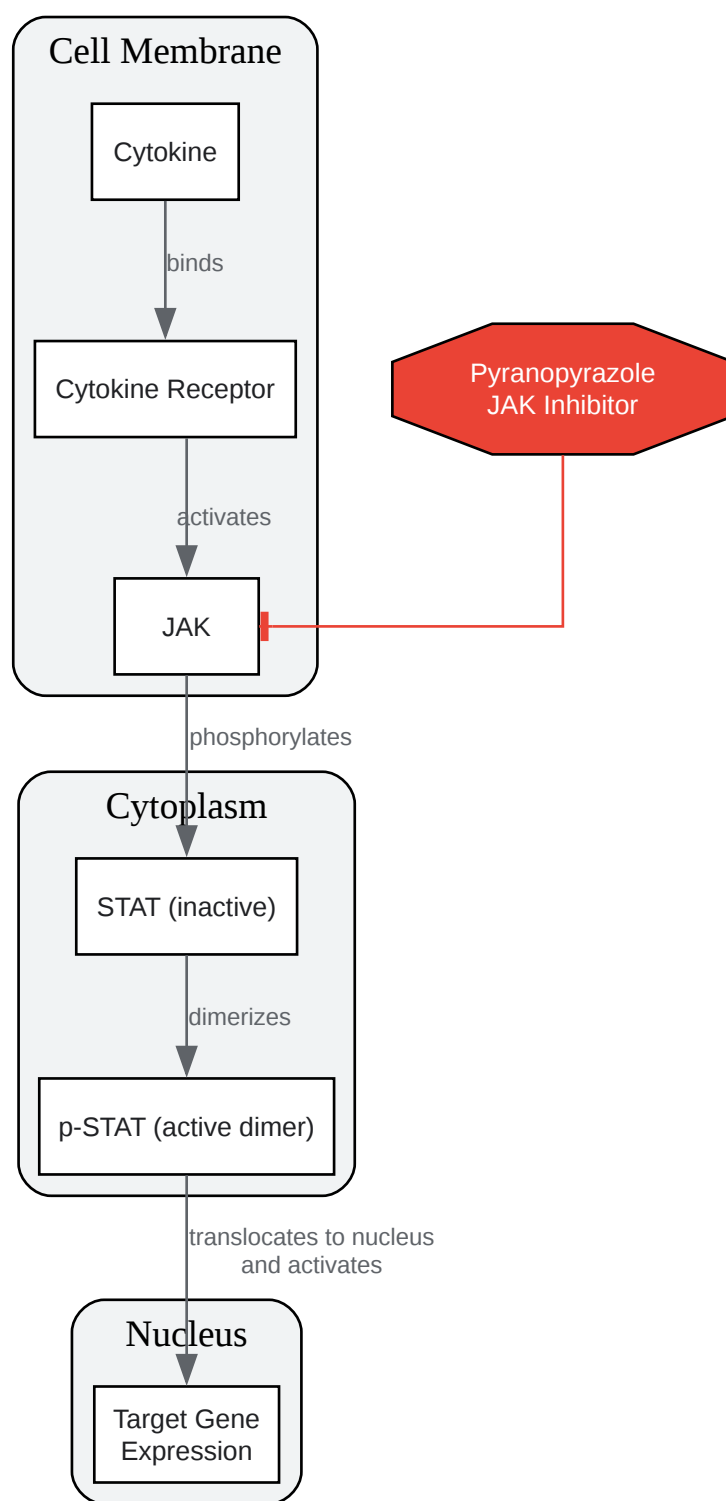 Cell Membrane
Cytokine
binds
Cytokine Receptor
Pyranopyrazole
JAK Inhibitor
activates
JAK
phosphorylates
Cytoplasm
STAT (inactive)
dimerizes
p-STAT (active dimer)
translocates to nucleus
and activates
Nucleus
Target Gene
Expression